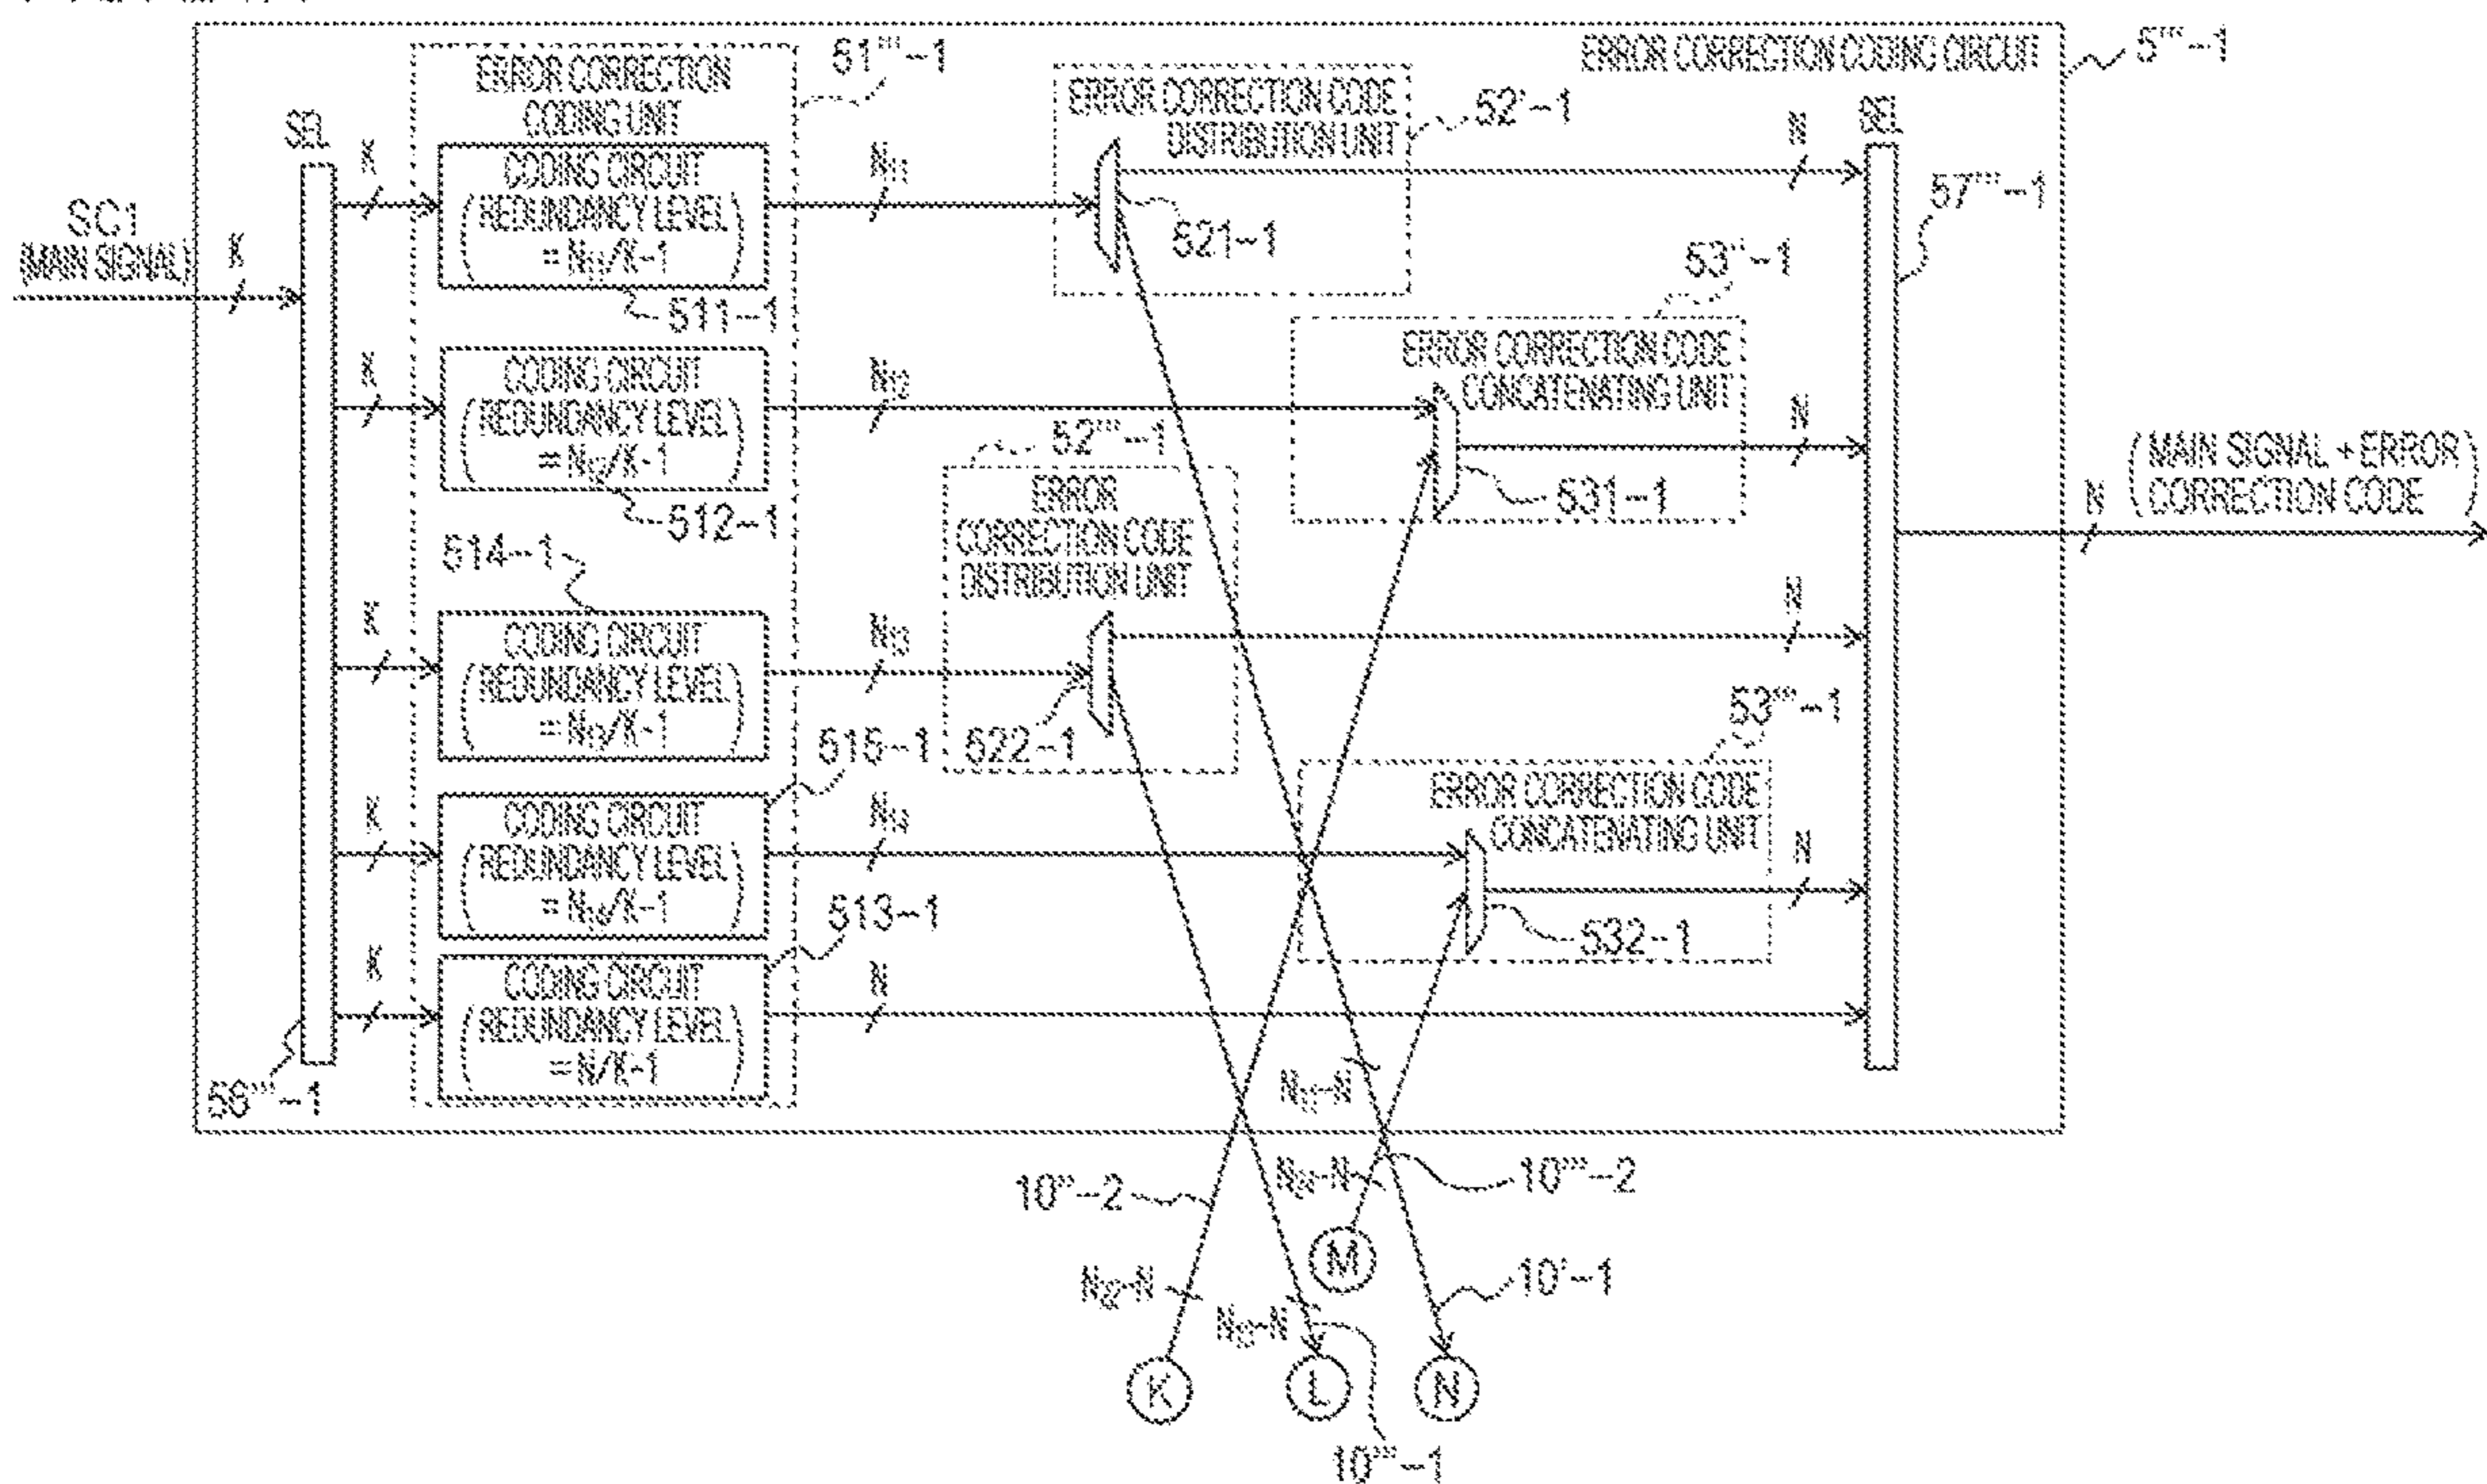 ERROR CORRECTION CODING CIRCUIT
5'''-1
ERROR CORRECTION
CODING UNIT
51'''-1
ERROR CORRECTION CODE
DISTRIBUTION UNIT
52'-1
SEL
SEL
SC1
(MAIN SIGNAL)
K
K
CODING CIRCUIT
(REDUNDANCY LEVEL
= N11/K-1)
511-1
N11
521-1
N
57'''-1
53''-1
K
CODING CIRCUIT
(REDUNDANCY LEVEL
= N12/K-1)
512-1
N12
ERROR CORRECTION CODE
CONCATENATING UNIT
531-1
N
N
(MAIN SIGNAL + ERROR
CORRECTION CODE)
52'''-1
ERROR
CORRECTION CODE
DISTRIBUTION UNIT
514-1
K
CODING CIRCUIT
(REDUNDANCY LEVEL
= N13/K-1)
N13
522-1
N
53'''-1
515-1
K
CODING CIRCUIT
(REDUNDANCY LEVEL
= N14/K-1)
N14
ERROR CORRECTION CODE
CONCATENATING UNIT
532-1
N
513-1
K
CODING CIRCUIT
(REDUNDANCY LEVEL
= N/K-1)
N
56'''-1
N11-N
10''-2
10'''-2
M
N22-N
N13-N
10'-1
K
L
N
10'''-1